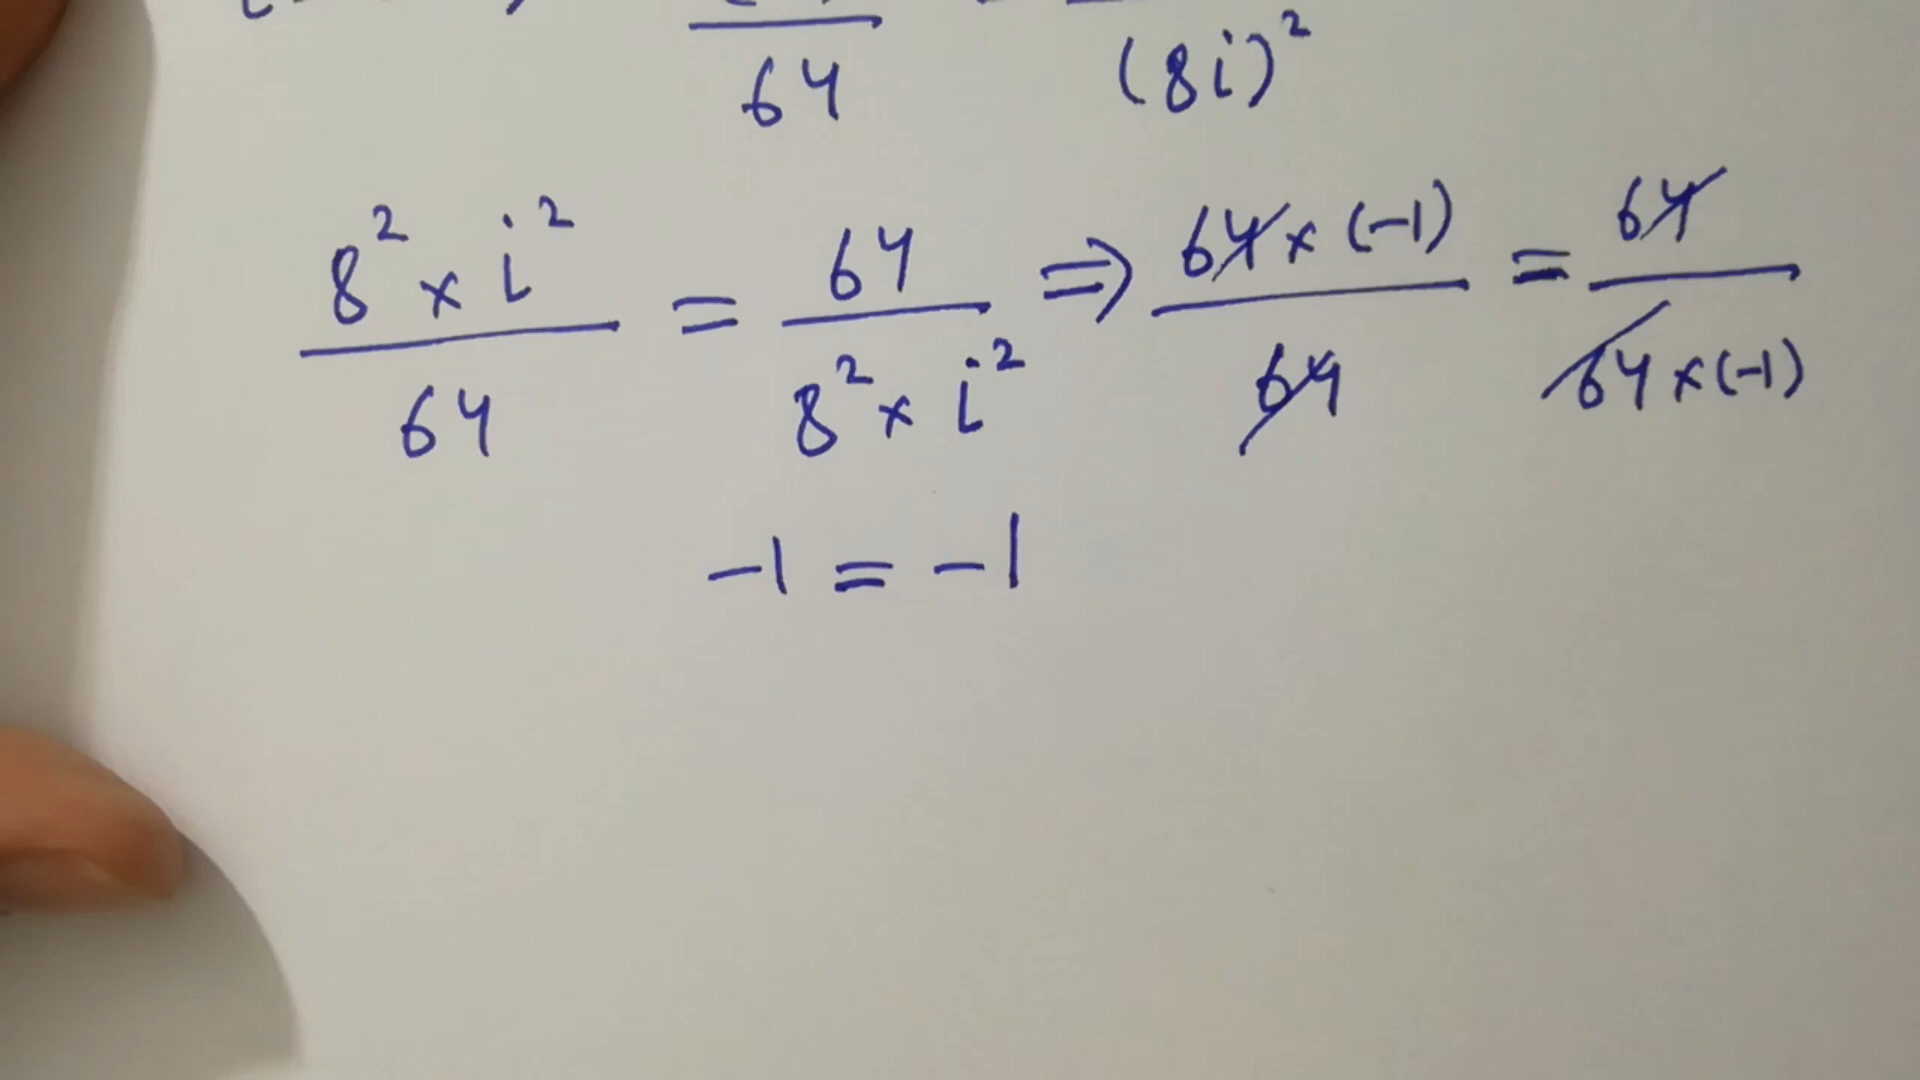 64 (8i)²
8² × i² / 64 = 64 / 8² × i² ⇒ 64 × (-1) / 64 = 64 / 64 × (-1)
-1 = -1